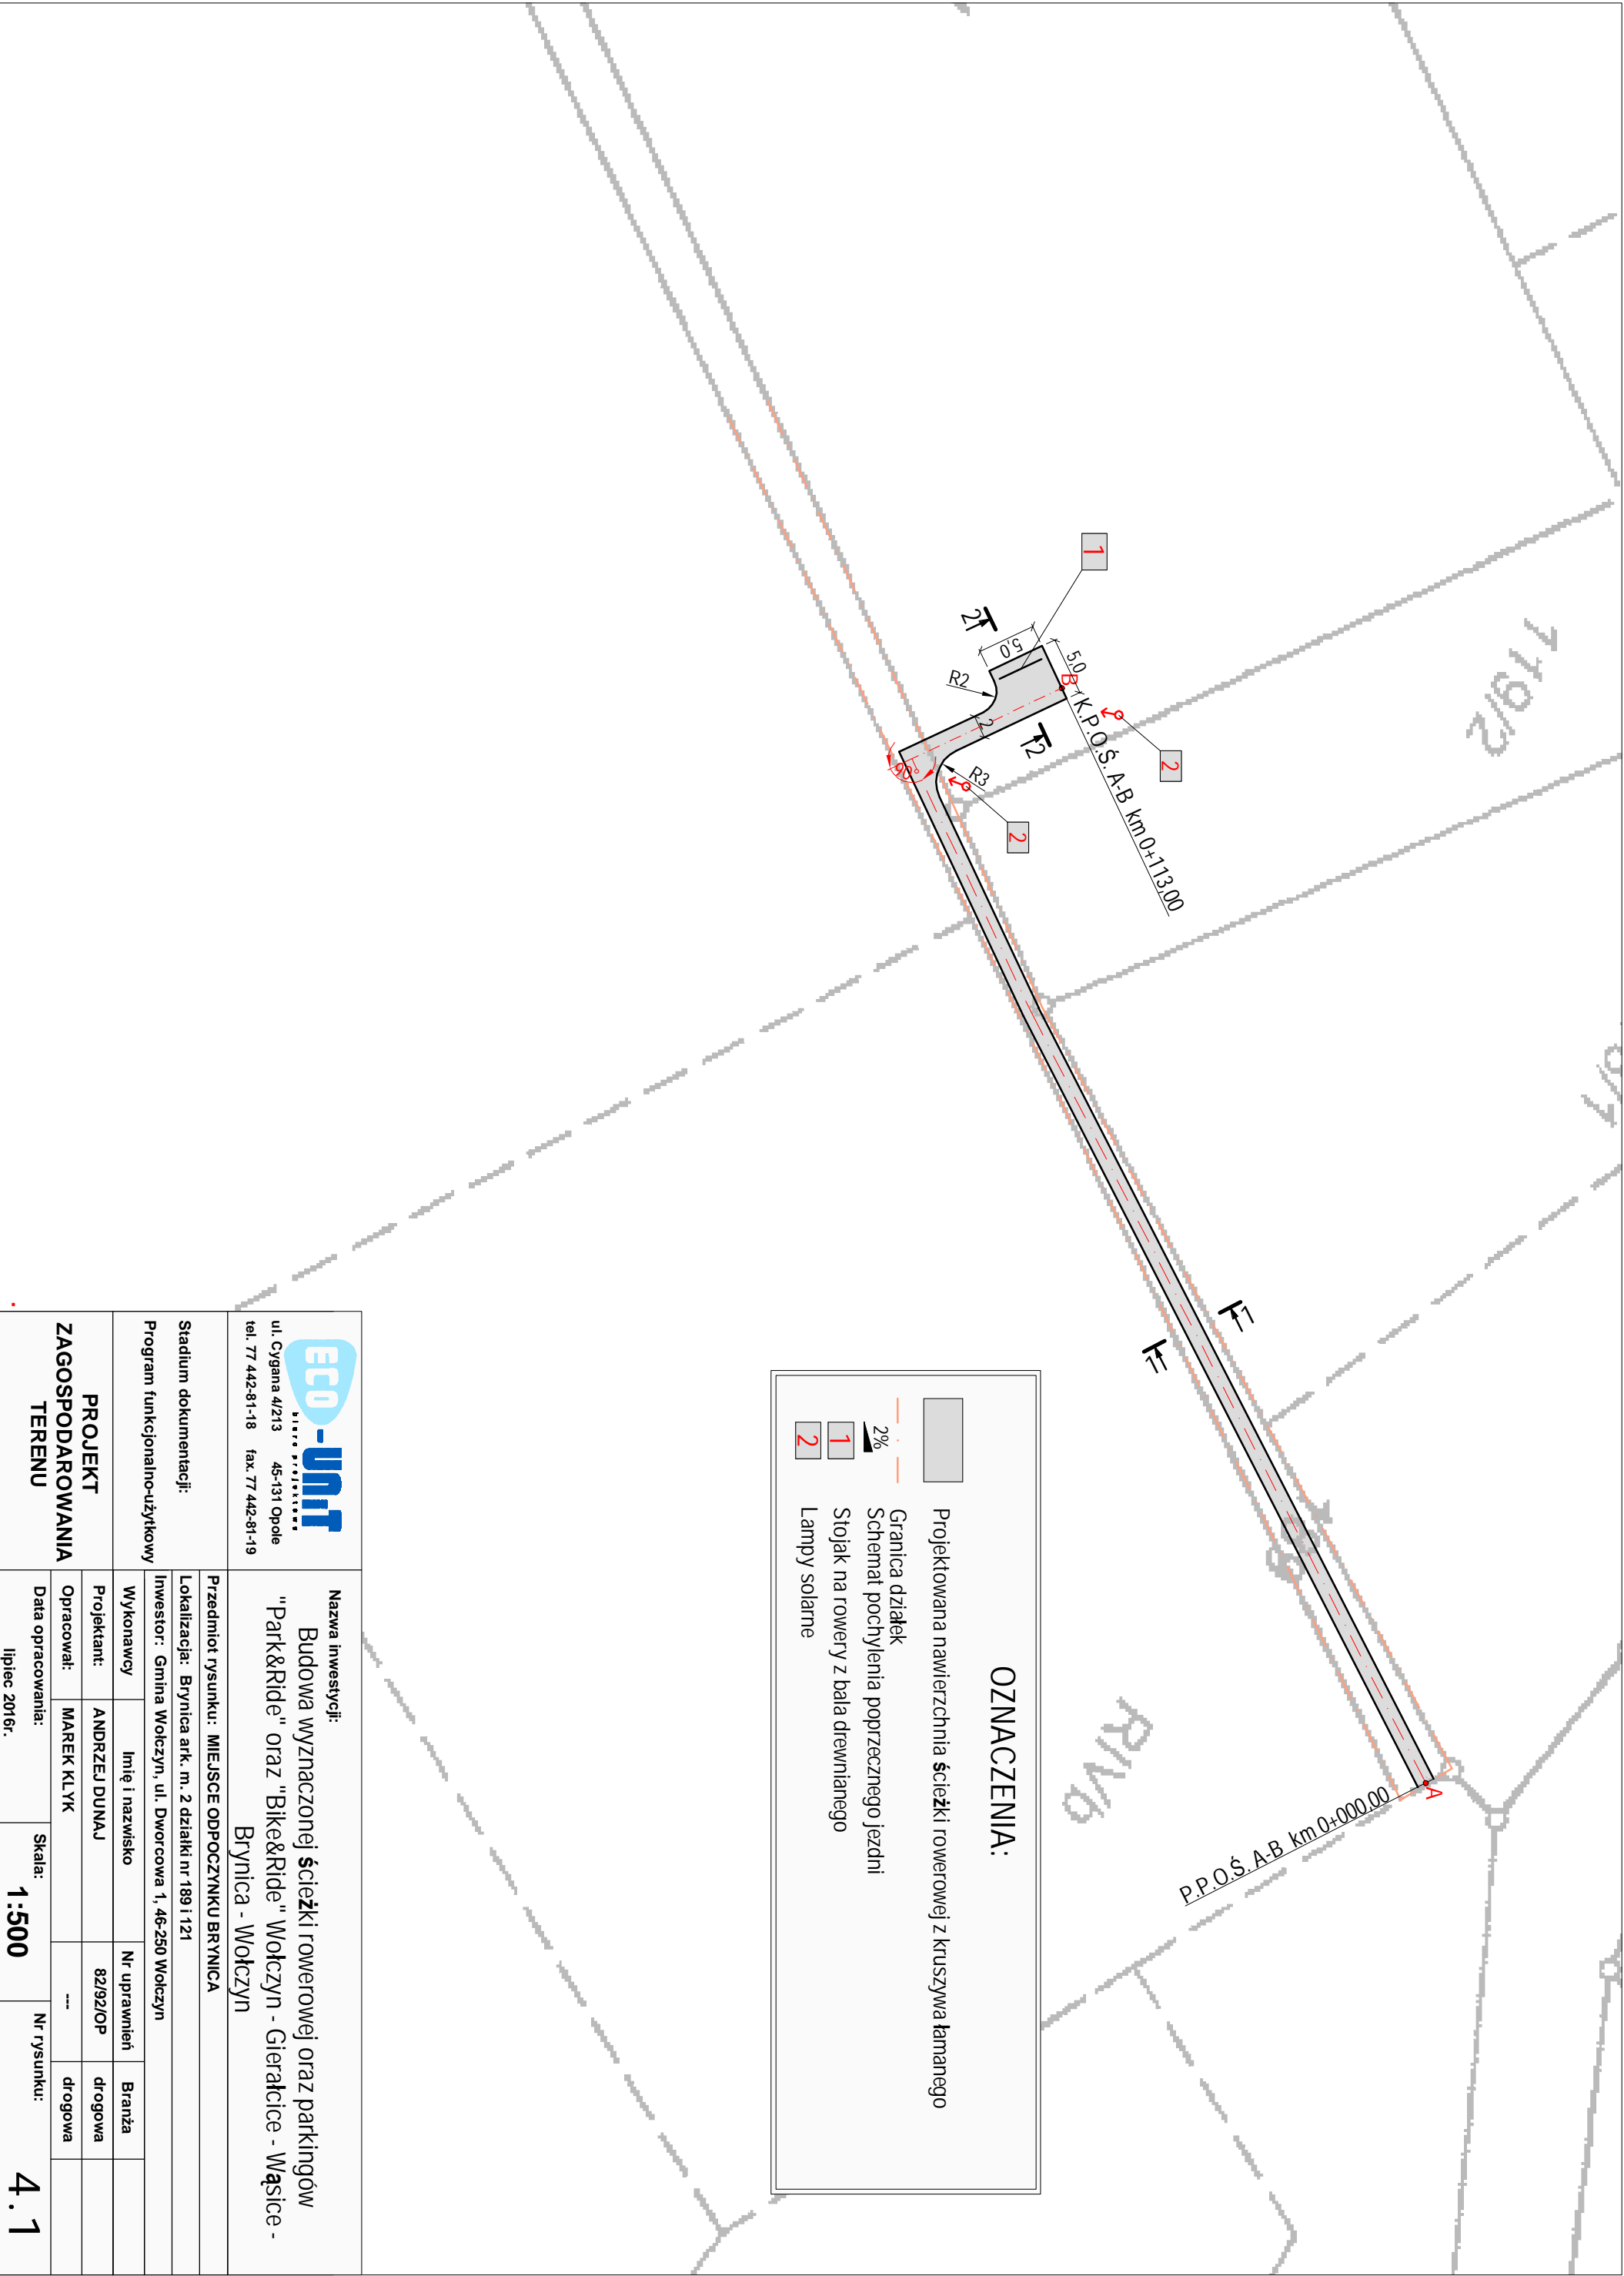 119/2
RIVb
A
P.P.O.Ś. A-B km 0+000,00
1
1
B
K.P.O.Ś. A-B km 0+113,00
5,0
5,0
R2
R3
2
90°
2
2
1
2
2
OZNACZENIA:
Projektowana nawierzchnia ścieżki rowerowej z kruszywa łamanego
Granica działek
2%
Schemat pochylenia poprzecznego jezdni
1
Stojak na rowery z bala drewnianego
2
Lampy solarne
eco-unit
biuro projektowe
ul. Cygana 4/213 45-131 Opole
tel. 77 442-81-18 fax. 77 442-81-19
Nazwa inwestycji:
Budowa wyznaczonej ścieżki rowerowej oraz parkingów
"Park&Ride" oraz "Bike&Ride" Wołczyn - Gierałcice - Wąsice -
Brynica - Wołczyn
Stadium dokumentacji:
Program funkcjonalno-użytkowy
Przedmiot rysunku: MIEJSCE ODPOCZYNKU BRYNICA
Lokalizacja: Brynica ark. m. 2 działki nr 189 i 121
Inwestor: Gmina Wołczyn, ul. Dworcowa 1, 46-250 Wołczyn
Wykonawcy Imię i nazwisko Nr uprawnień Branża
Projektant: ANDRZEJ DUNAJ 82/92/OP drogowa
Opracował: MAREK KLYK --- drogowa
PROJEKT
ZAGOSPODAROWANIA
TERENU
Data opracowania:
lipiec 2016r.
Skala:
1:500
Nr rysunku:
4.1